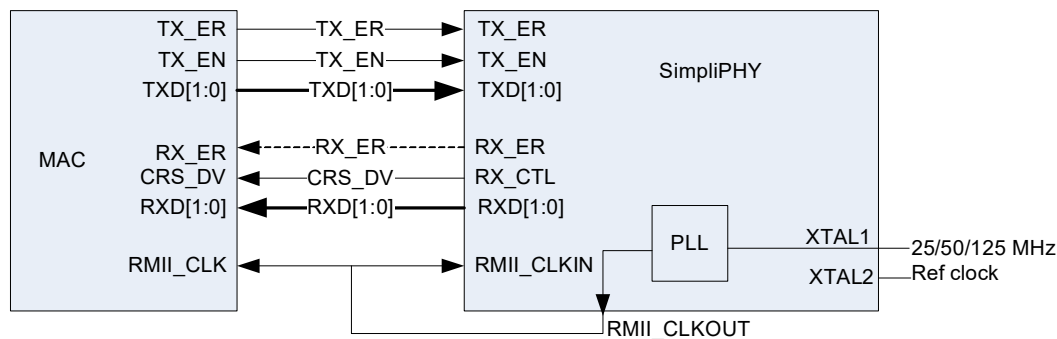 TX_ER TX_ER TX_ER
TX_EN TX_EN TX_EN
SimpliPHY
TXD[1:0] TXD[1:0] TXD[1:0]
MAC
RX_ER RX_ER RX_ER
CRS_DV CRS_DV RX_CTL
RXD[1:0] RXD[1:0] RXD[1:0]
PLL
XTAL1
25/50/125 MHz
RMII_CLK RMII_CLKIN
XTAL2
Ref clock
RMII_CLKOUT